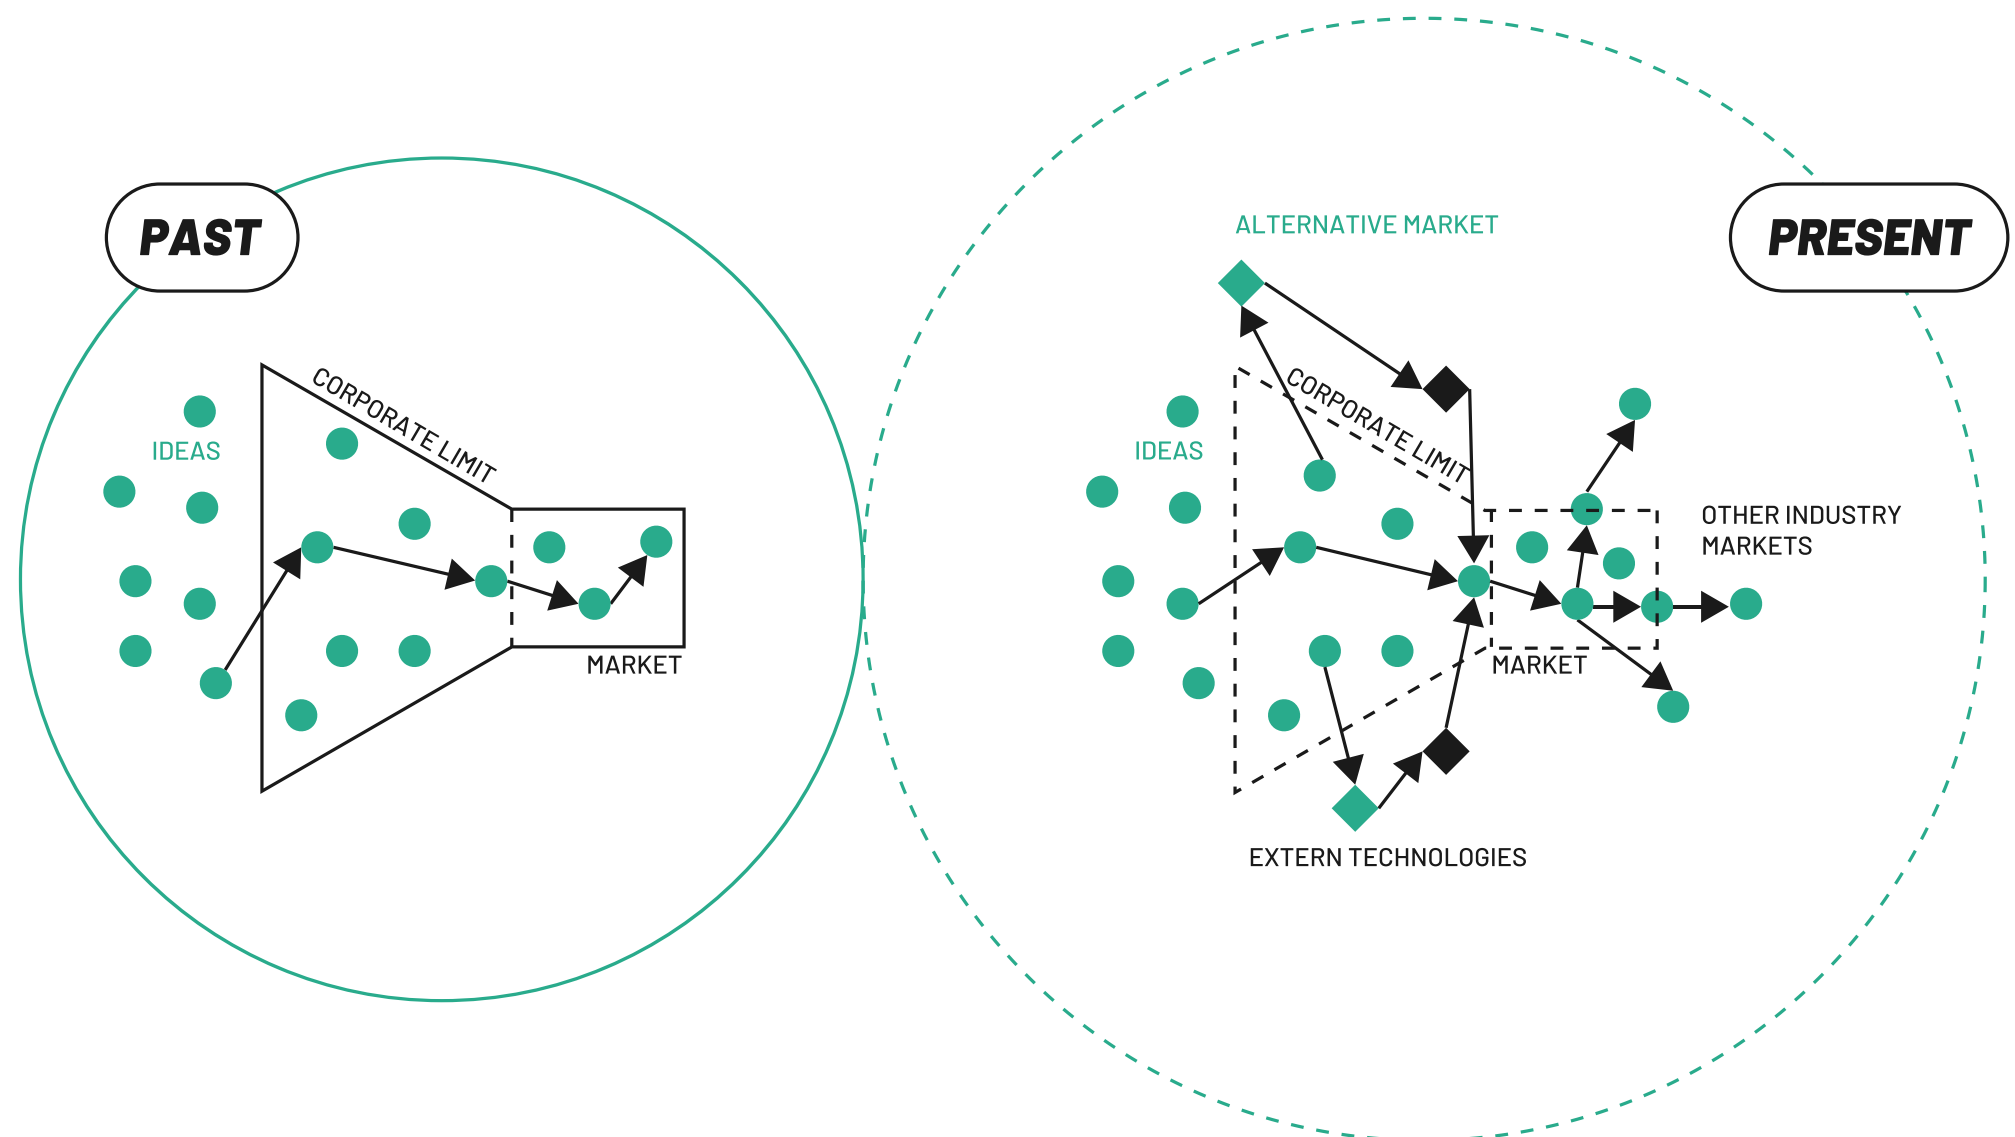 PAST
CORPORATE LIMIT
IDEAS
MARKET
PRESENT
ALTERNATIVE MARKET
CORPORATE LIMIT
IDEAS
OTHER INDUSTRY
MARKETS
MARKET
EXTERN TECHNOLOGIES